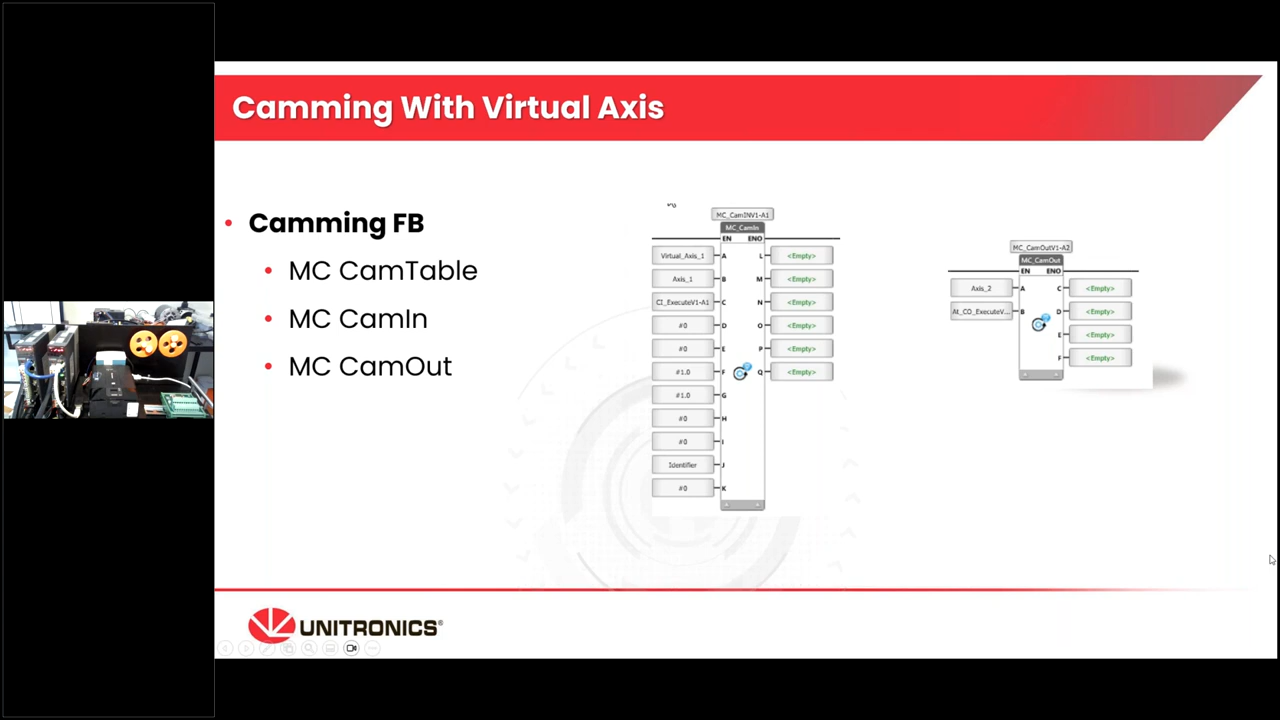 Camming With Virtual Axis
Camming FB
MC CamTable
MC CamIn
MC CamOut
MC_CamINV1-A1
MC_CamIn
EN ENO
Virtual_Axis_1 A L <Empty>
Axis_1 B M <Empty>
CI_ExecuteV1-A1 C N <Empty>
#0 D O <Empty>
#0 E P <Empty>
#1.0 F Q <Empty>
#1.0 G
#0 H
#0 I
Identifier J
#0 K
MC_CamOutV1-A2
MC_CamOut
EN ENO
Axis_2 A C <Empty>
At_CO_ExecuteV... B D <Empty>
E <Empty>
F <Empty>
UNITRONICS®